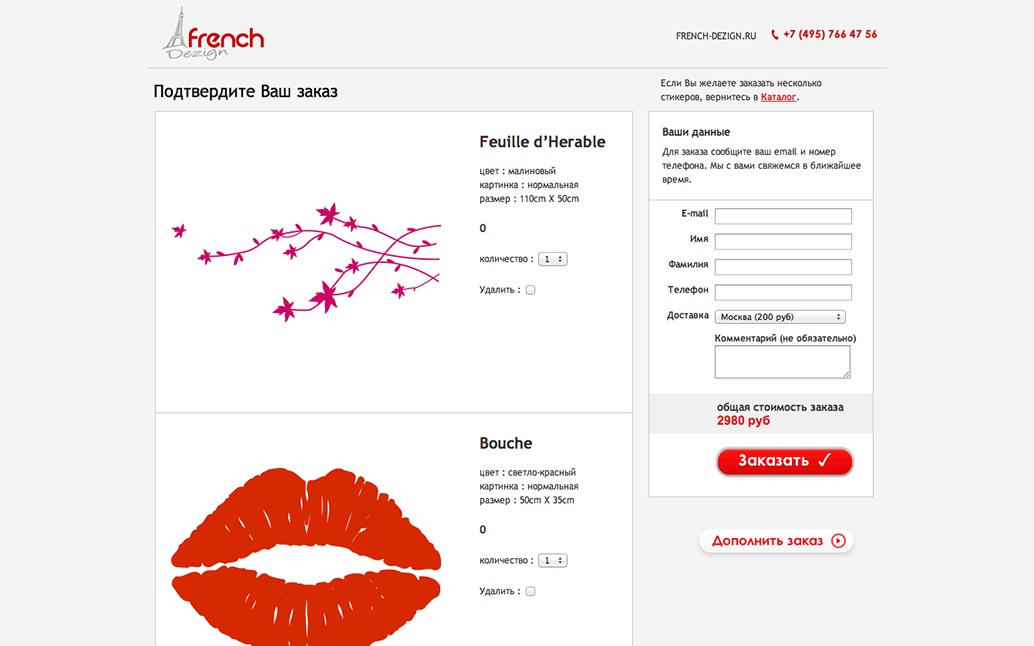 french
Dezign
FRENCH-DEZIGN.RU
+7 (495) 766 47 56
Подтвердите Ваш заказ
Если Вы желаете заказать несколько
стикеров, вернитесь в Каталог.
Feuille d’Herable
цвет : малиновый
картинка : нормальная
размер : 110cm X 50cm
0
количество : 1
Удалить :
Bouche
цвет : светло-красный
картинка : нормальная
размер : 50cm X 35cm
0
количество : 1
Удалить :
Ваши данные
Для заказа сообщите ваш email и номер
телефона. Мы с вами свяжемся в ближайшее
время.
E-mail
Имя
Фамилия
Телефон
Доставка Москва (200 руб)
Комментарий (не обязательно)
общая стоимость заказа
2980 руб
Заказать ✓
Дополнить заказ